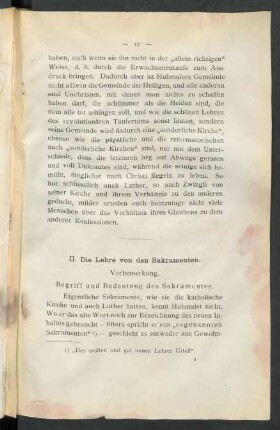 — 17 —
haben, auch wenn sie ihn nicht in der „allein richtigen“
Weise, d. h. durch die Erwachsenentaufe zum Aus-
druck bringen. Dadurch aber ist Hubmaiers Gemeinde
nicht allein die Gemeinde der Heiligen, und alle anderen
sind Unchristen, mit denen man nicht zu schaffen
haben darf, die schlimmer als die Heiden sind, die
man alle tot schlagen soll, und wie die schönen Lehren
des revolutionären Täufertums sonst lauten, sondern
seine Gemeinde wird dadurch eine „sonderliche Kirche“,
ebenso wie die päpstliche und die reformatorischen
auch „sonderliche Kirchen“ sind, nur mit dem Unter-
schiede, dass die letzteren arg auf Abwege geraten
und voll Unkrautes sind, während die seinige sich be-
müht, möglichst nach Christi Regeln zu leben. So
hat schliesslich auch Luther, so auch Zwingli von
seiner Kirche im Verhältnis zu den anderen
gedacht, milder urteilen auch heutzutage nicht viele
Menschen über das Verhältnis ihres Glaubens zu dem
anderer Konfessionen.
II. Die Lehre von den Sakramenten.
Vorbemerkung.
Begriff und Bedeutung des Sakramentes.
Eigentliche Sakramente, wie sie die katholische
Kirche und auch Luther hatten, kennt Hubmaier nicht.
Wo er das alte Wort noch zur Bezeichnung des neuen In-
haltes gebraucht — öfters spricht er von „sogenannten
Sakramenten“ ¹) — geschieht es entweder aus Gewohn-
¹) „Der uralten und gar neuen Lehrer Urteil“.
2